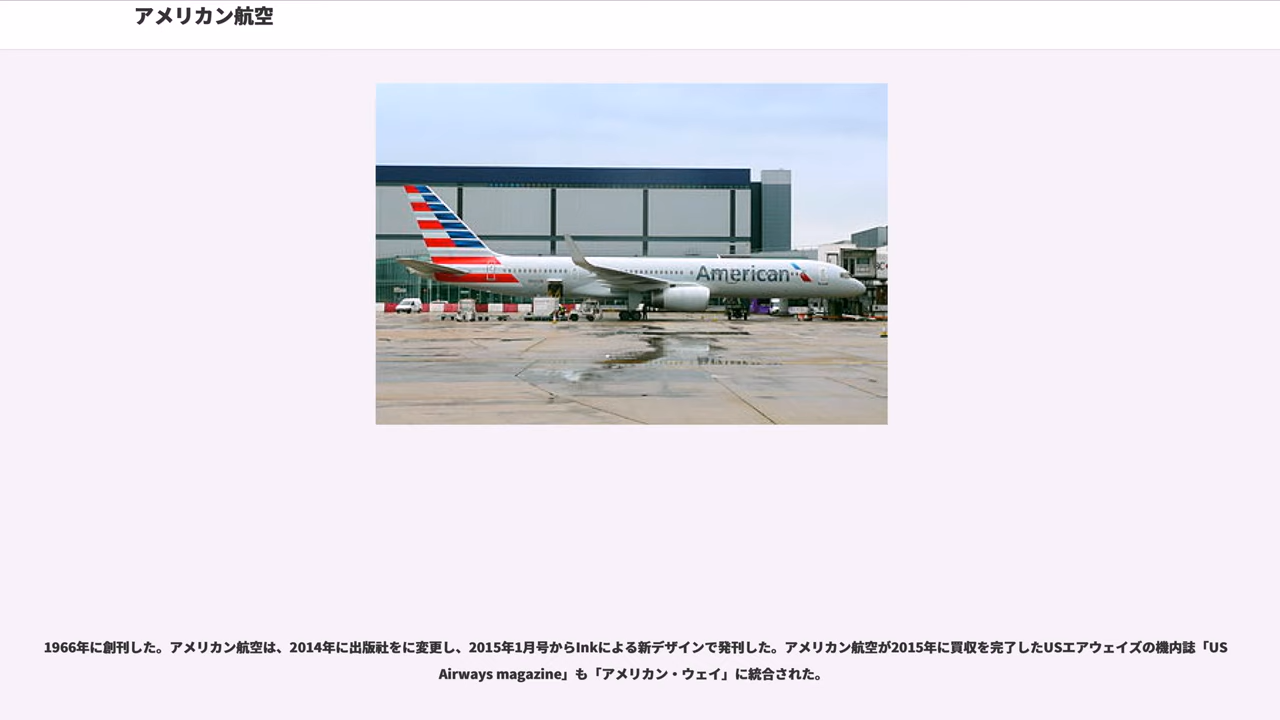 アメリカン航空
American
1966年に創刊した。アメリカン航空は、2014年に出版社をに変更し、2015年1月号からInkによる新デザインで発刊した。アメリカン航空が2015年に買収を完了したUSエアウェイズの機内誌「US
Airways magazine」も「アメリカン・ウェイ」に統合された。